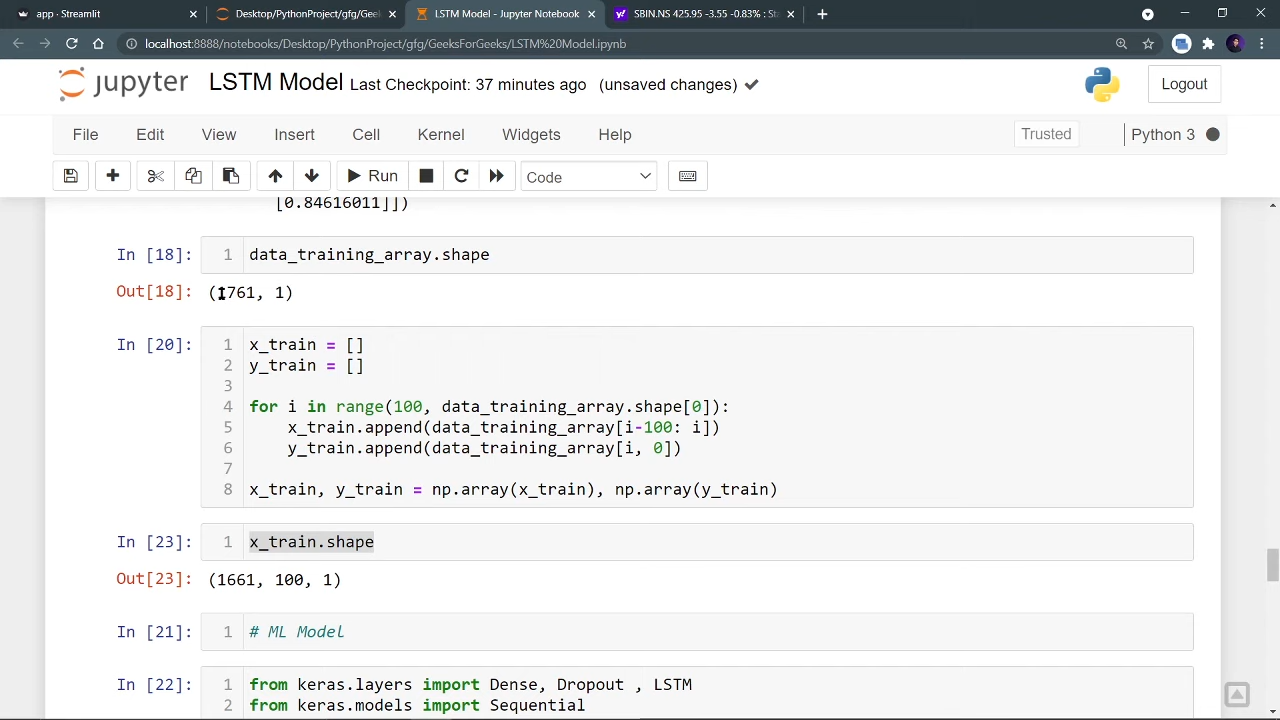 app · Streamlit
Desktop/PythonProject/gfg/Geek
LSTM Model - Jupyter Notebook
SBIN.NS 425.95 -3.55 -0.83% : St
localhost:8888/notebooks/Desktop/PythonProject/gfg/GeeksForGeeks/LSTM%20Model.ipynb
jupyter LSTM Model Last Checkpoint: 37 minutes ago (unsaved changes)
Logout
File Edit View Insert Cell Kernel Widgets Help
Trusted
Python 3
Run
Code
[0.84616011]])
In [18]: 1 data_training_array.shape
Out[18]: (1761, 1)
In [20]: 1 x_train = []
2 y_train = []
3
4 for i in range(100, data_training_array.shape[0]):
5 x_train.append(data_training_array[i-100: i])
6 y_train.append(data_training_array[i, 0])
7
8 x_train, y_train = np.array(x_train), np.array(y_train)
In [23]: 1 x_train.shape
Out[23]: (1661, 100, 1)
In [21]: 1 # ML Model
In [22]: 1 from keras.layers import Dense, Dropout , LSTM
2 from keras.models import Sequential